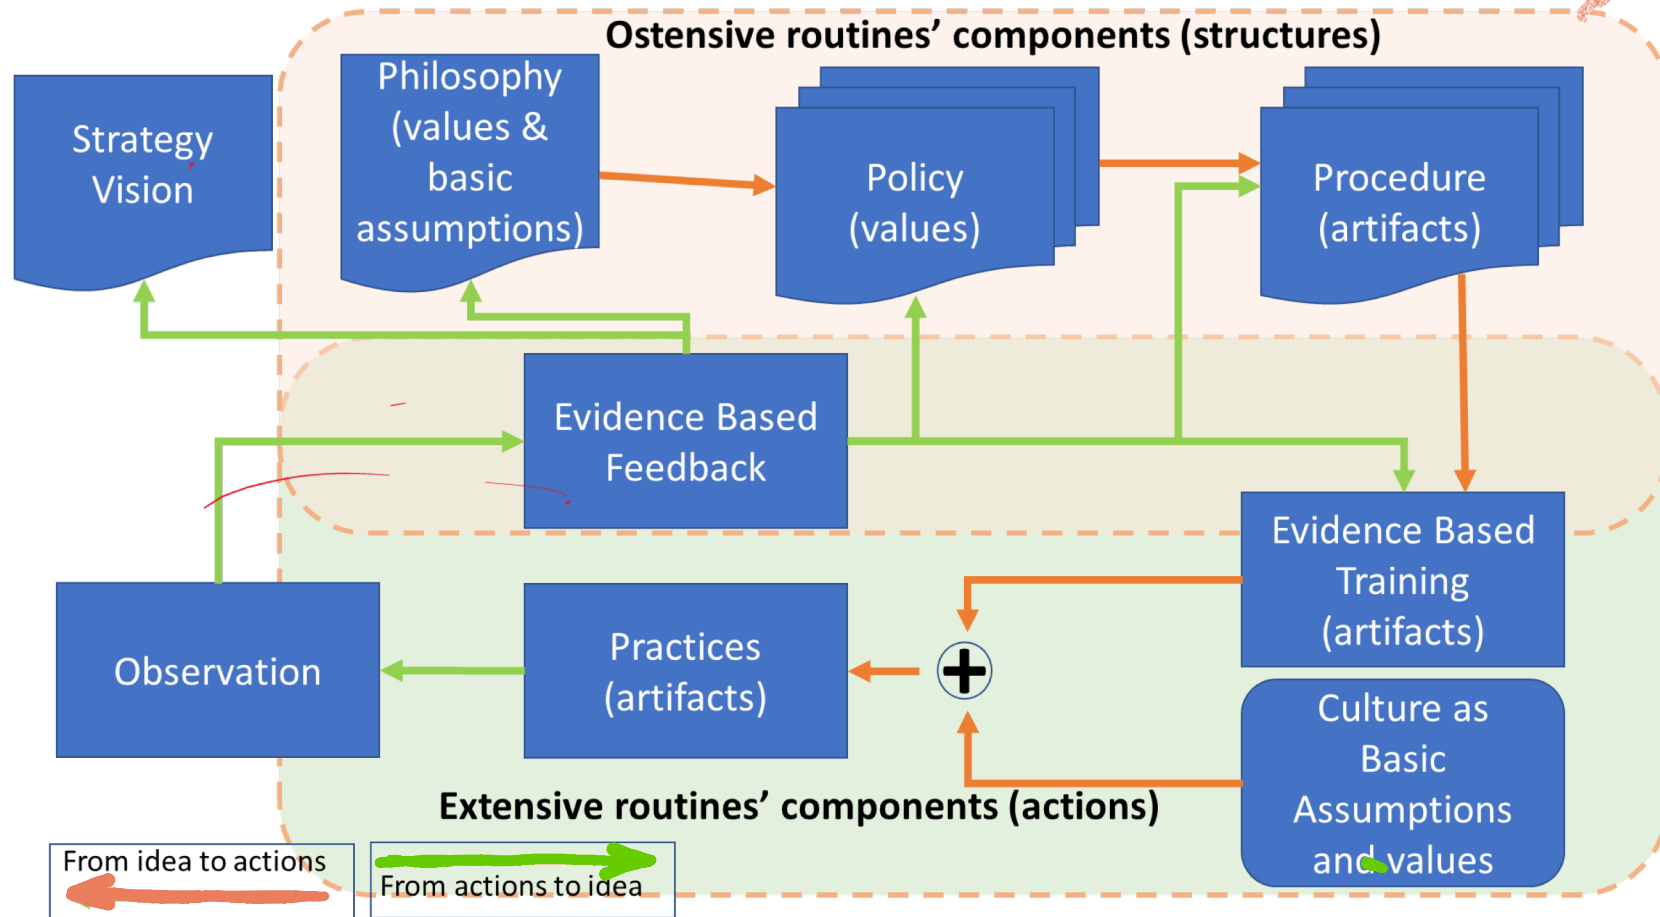 Ostensive routines’ components (structures)
Strategy
Vision
Philosophy
(values &
basic
assumptions)
Policy
(values)
Procedure
(artifacts)
Evidence Based
Feedback
Evidence Based
Training
(artifacts)
Observation
Practices
(artifacts)
+
Culture as
Basic
Assumptions
and values
Extensive routines’ components (actions)
From idea to actions
From actions to idea